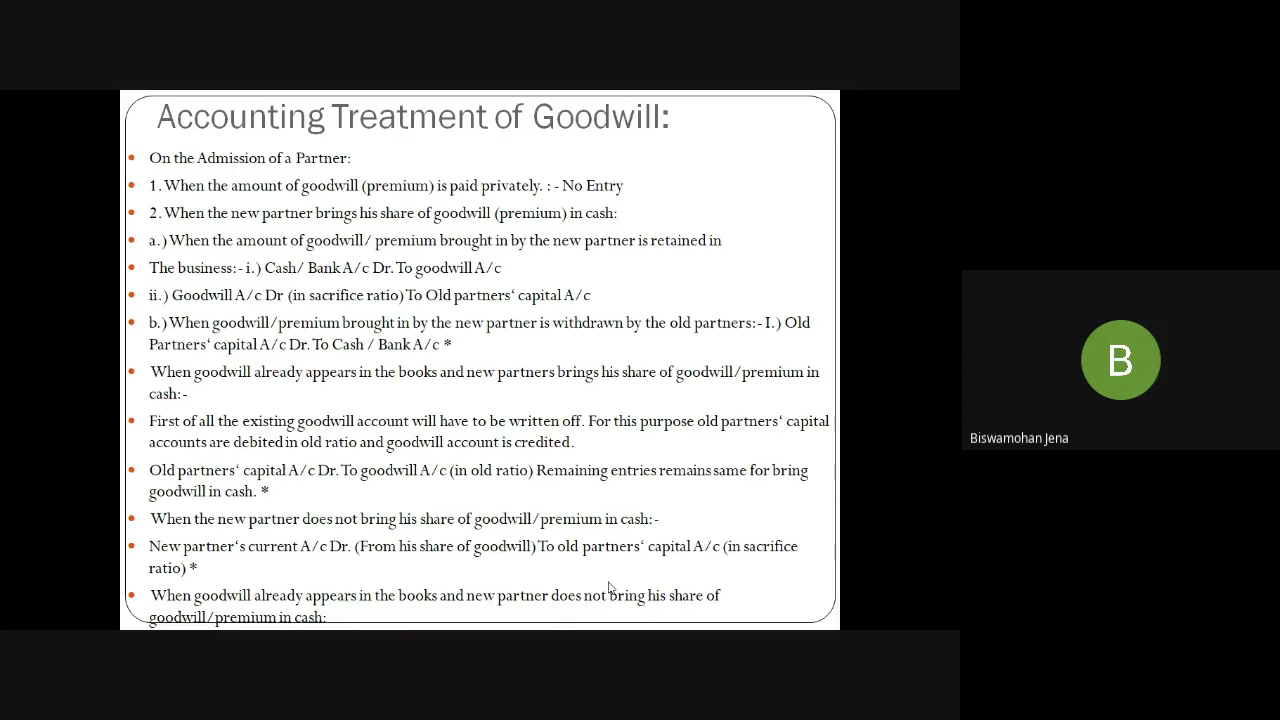 Accounting Treatment of Goodwill:
On the Admission of a Partner:
1. When the amount of goodwill (premium) is paid privately. : - No Entry
2. When the new partner brings his share of goodwill (premium) in cash:
a.) When the amount of goodwill/ premium brought in by the new partner is retained in
The business:- i.) Cash/ Bank A/c Dr. To goodwill A/c
ii.) Goodwill A/c Dr (in sacrifice ratio) To Old partners‘ capital A/c
b.) When goodwill/premium brought in by the new partner is withdrawn by the old partners:- I.) Old
Partners‘ capital A/c Dr. To Cash / Bank A/c *
When goodwill already appears in the books and new partners brings his share of goodwill/premium in
cash:-
First of all the existing goodwill account will have to be written off. For this purpose old partners‘ capital
accounts are debited in old ratio and goodwill account is credited.
Old partners‘ capital A/c Dr. To goodwill A/c (in old ratio) Remaining entries remains same for bring
goodwill in cash. *
When the new partner does not bring his share of goodwill/premium in cash:-
New partner‘s current A/c Dr. (From his share of goodwill) To old partners‘ capital A/c (in sacrifice
ratio) *
When goodwill already appears in the books and new partner does not bring his share of
goodwill/premium in cash:
B
Biswamohan Jena